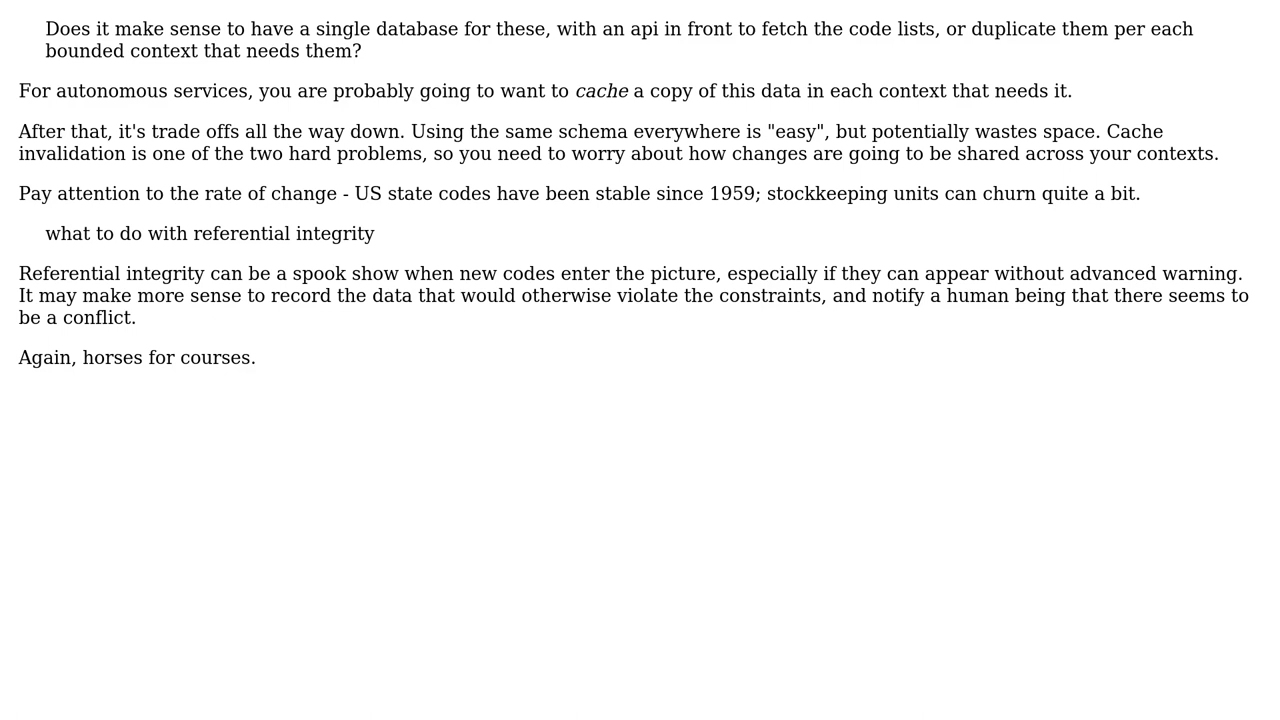 Does it make sense to have a single database for these, with an api in front to fetch the code lists, or duplicate them per each
bounded context that needs them?
For autonomous services, you are probably going to want to cache a copy of this data in each context that needs it.
After that, it's trade offs all the way down. Using the same schema everywhere is "easy", but potentially wastes space. Cache
invalidation is one of the two hard problems, so you need to worry about how changes are going to be shared across your contexts.
Pay attention to the rate of change - US state codes have been stable since 1959; stockkeeping units can churn quite a bit.
what to do with referential integrity
Referential integrity can be a spook show when new codes enter the picture, especially if they can appear without advanced warning.
It may make more sense to record the data that would otherwise violate the constraints, and notify a human being that there seems to
be a conflict.
Again, horses for courses.